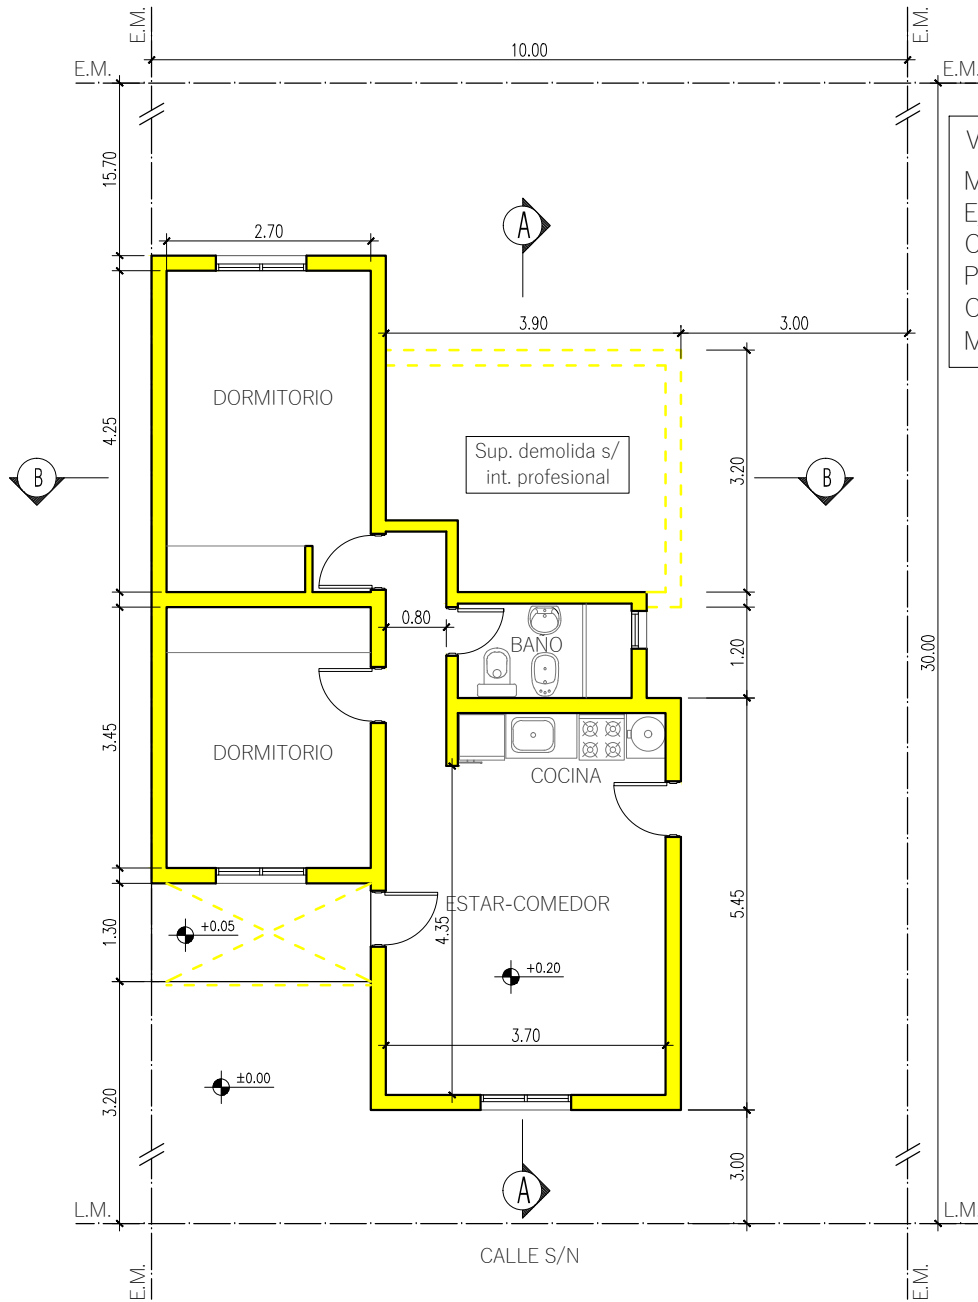 E.M.
E.M.
10.00
E.M.
E.M.
15.70
V
M
E
C
P
C
M
A
2.70
3.90
3.00
DORMITORIO
4.25
Sup. demolida s/
int. profesional
3.20
B
B
0.80
BAÑO
1.20
30.00
3.45
DORMITORIO
COCINA
ESTAR-COMEDOR
5.45
4.35
1.30
+0.05
+0.20
3.70
±0.00
3.20
3.00
A
L.M.
L.M.
CALLE S/N
E.M.
E.M.